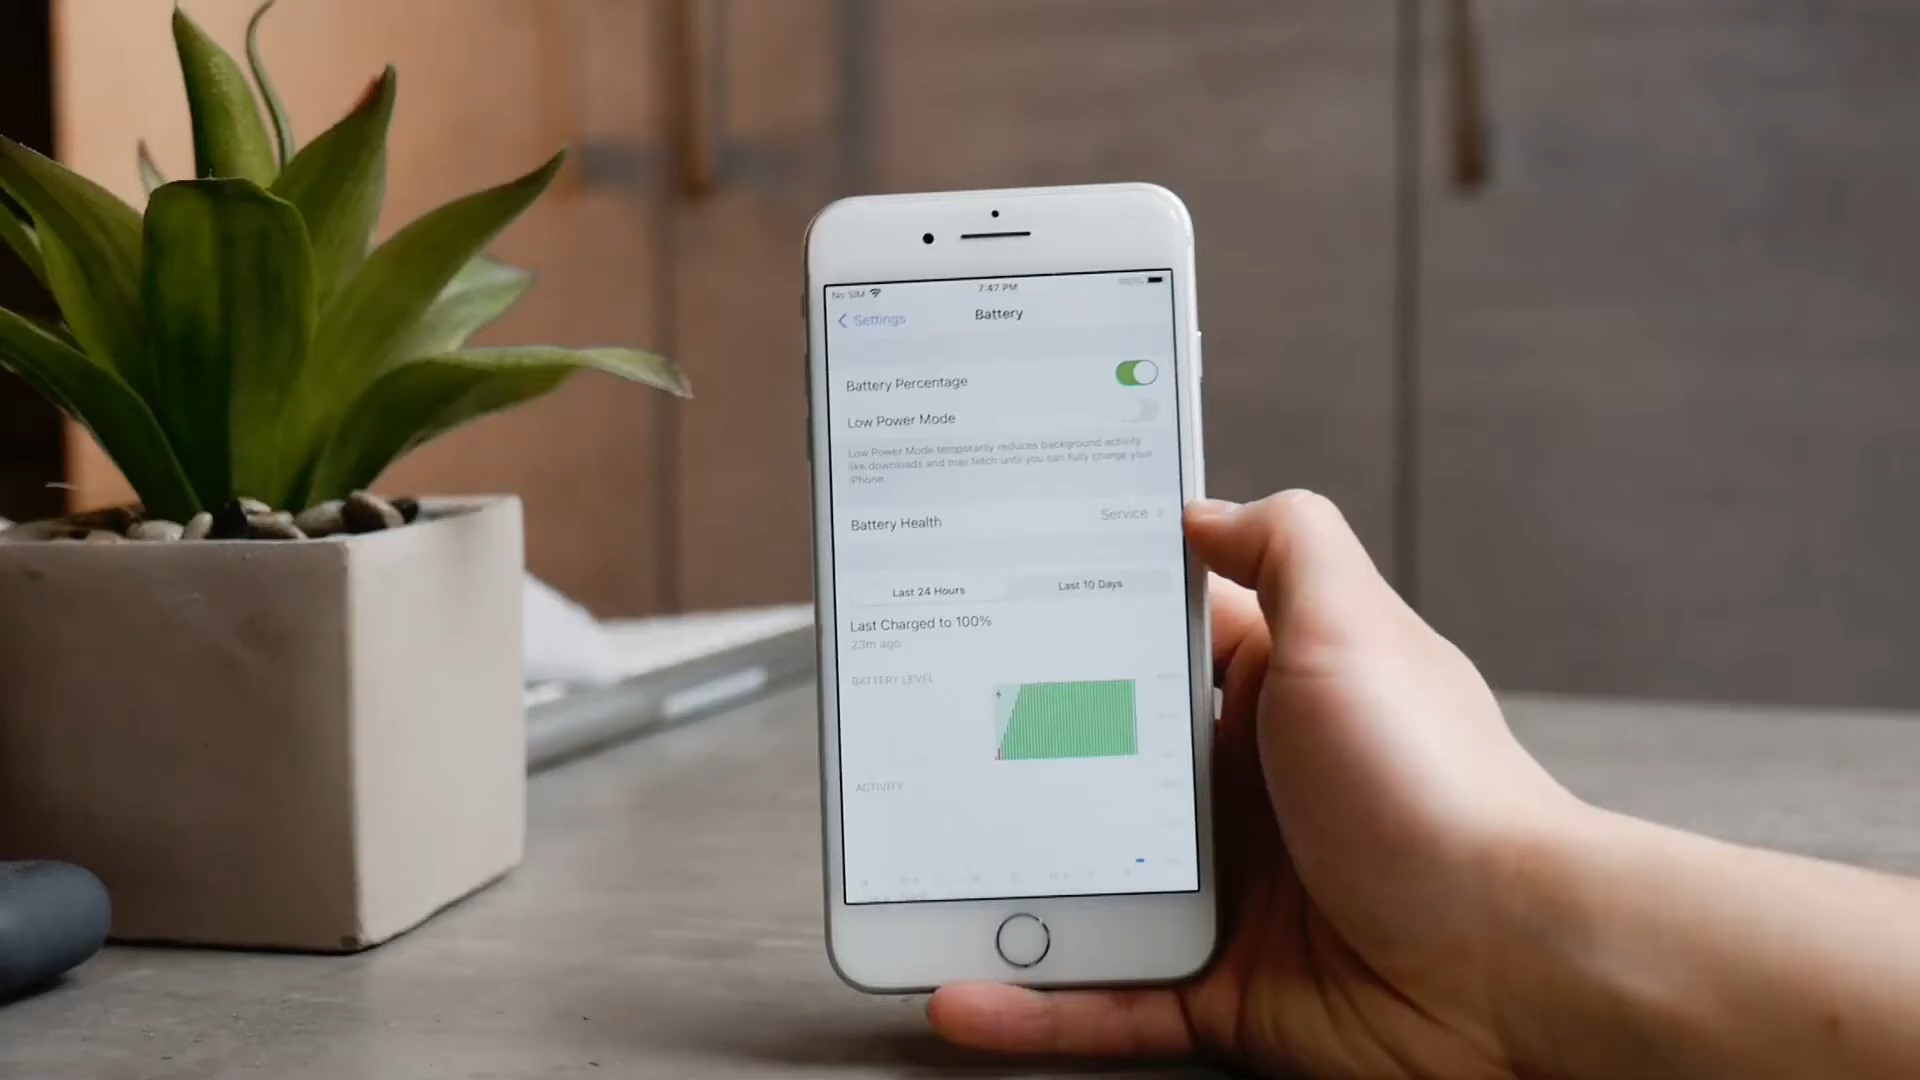 No SIM 7:47 PM 100%
Settings Battery
Battery Percentage
Low Power Mode
Low Power Mode temporarily reduces background activity
like downloads and mail fetch until you can fully charge your
iPhone.
Battery Health Service
Last 24 Hours Last 10 Days
Last Charged to 100%
23m ago
BATTERY LEVEL
ACTIVITY